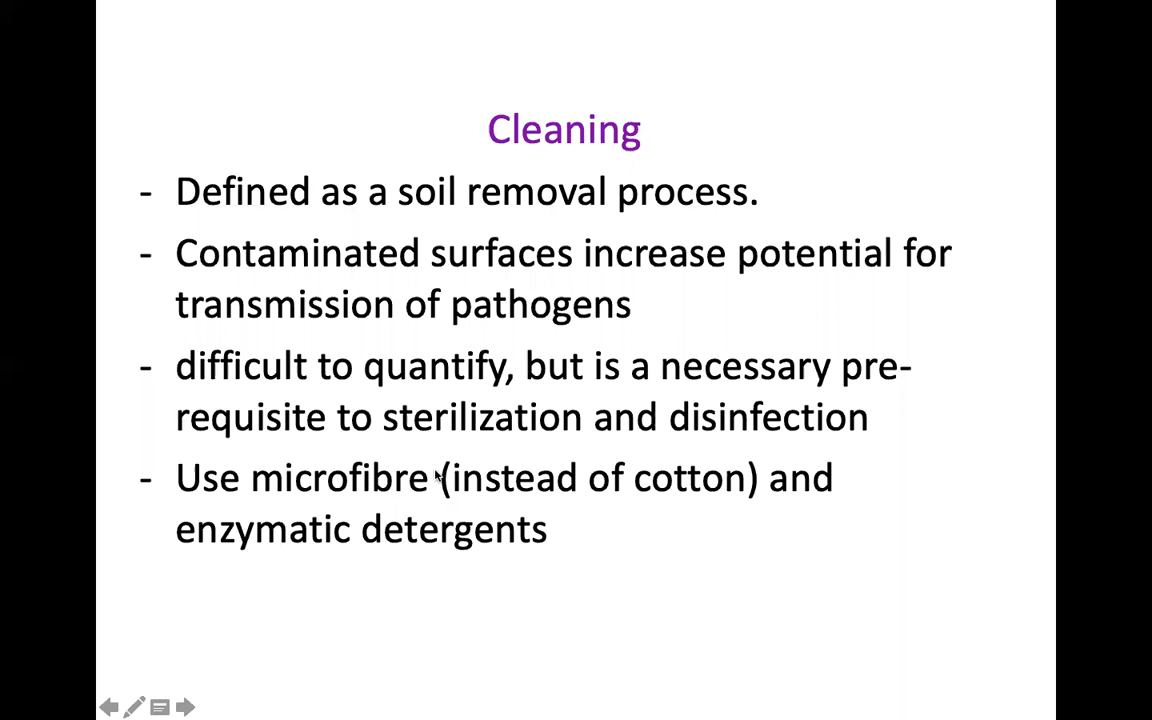 Cleaning
- Defined as a soil removal process.
- Contaminated surfaces increase potential for
transmission of pathogens
- difficult to quantify, but is a necessary pre-
requisite to sterilization and disinfection
- Use microfibre (instead of cotton) and
enzymatic detergents